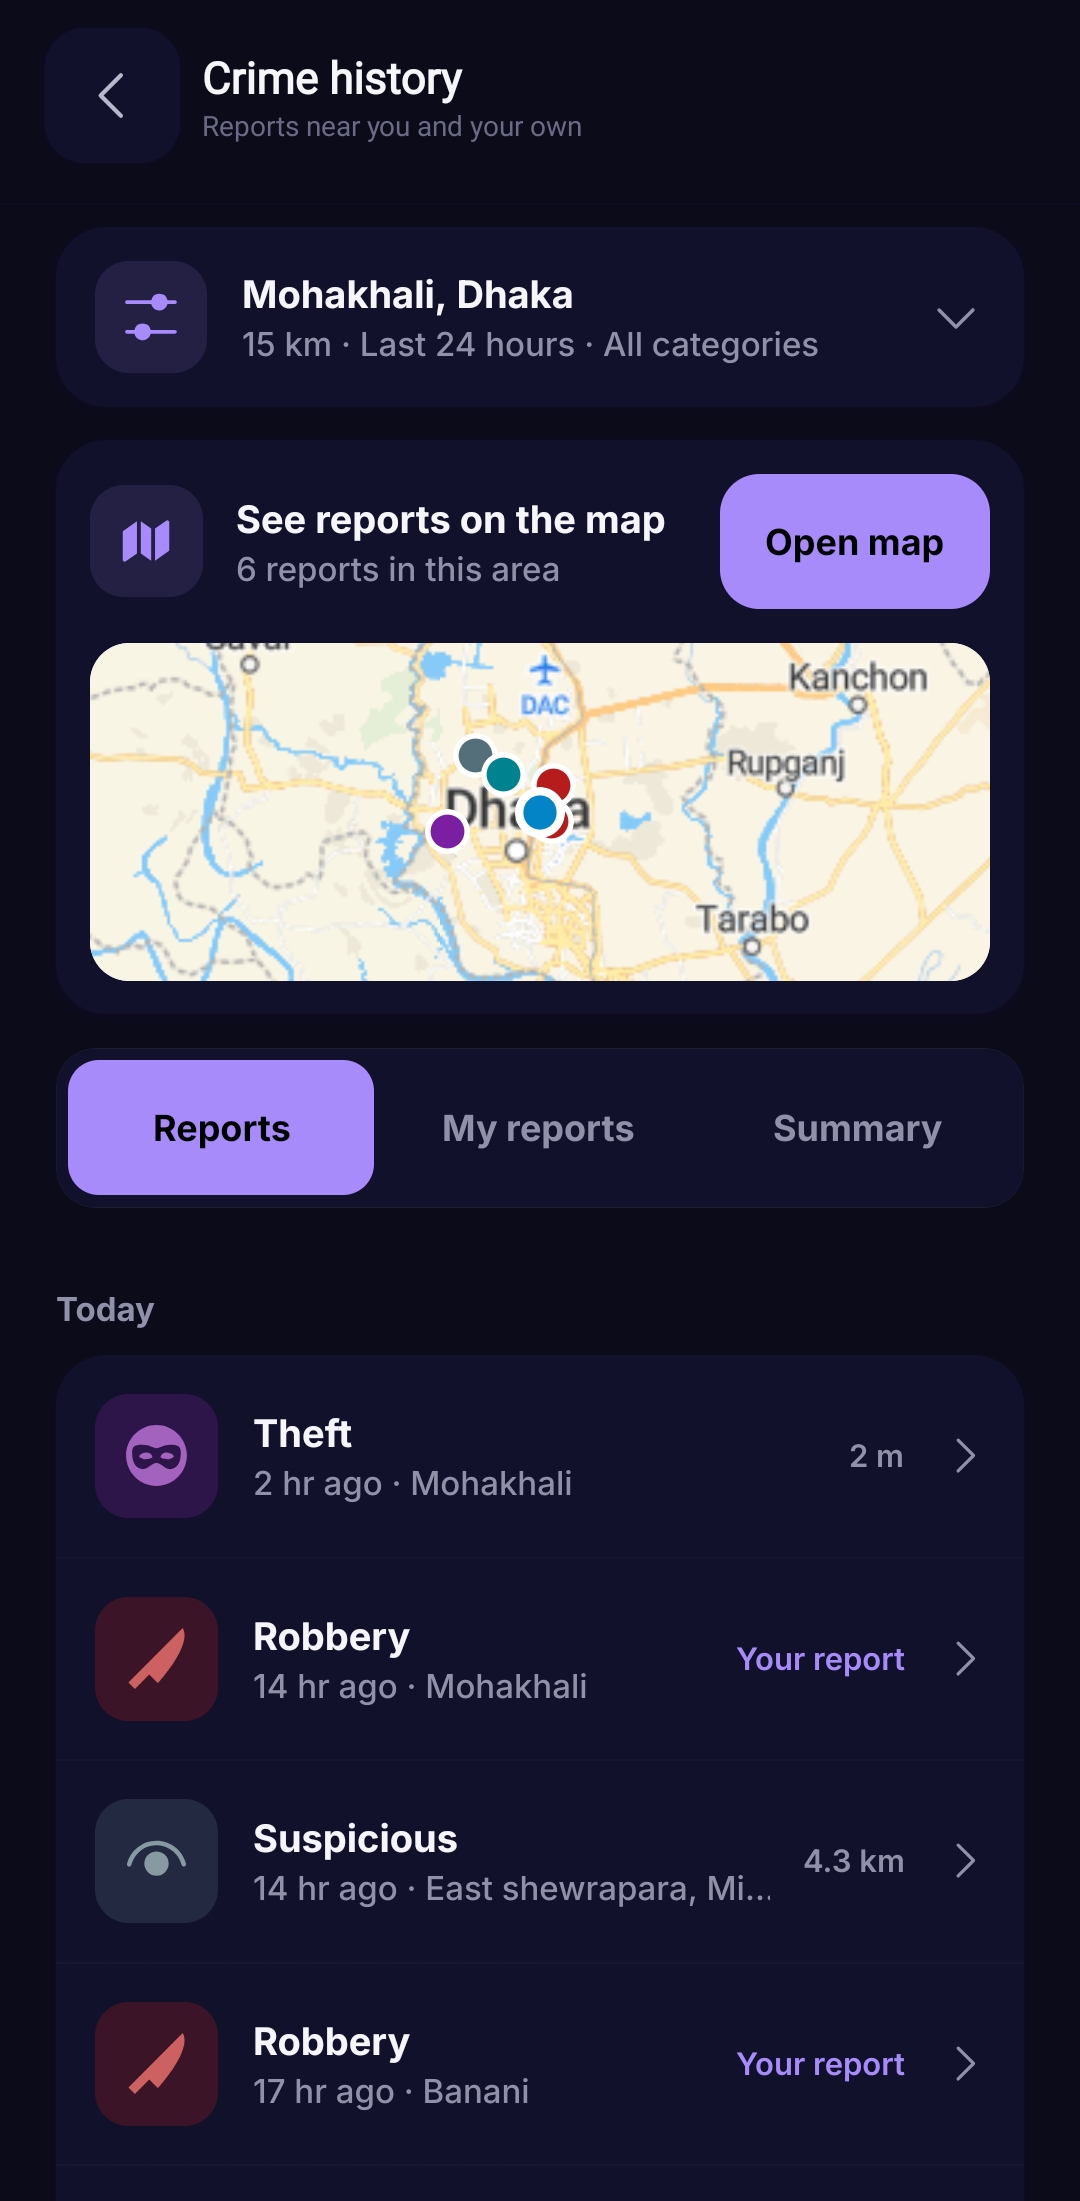 Crime history
Reports near you and your own
Mohakhali, Dhaka
15 km · Last 24 hours · All categories
See reports on the map
6 reports in this area
Open map
DAC
Kanchon
Rupganj
Tarabo
Reports
My reports
Summary
Today
Theft
2 hr ago · Mohakhali
2 m
Robbery
14 hr ago · Mohakhali
Your report
Suspicious
14 hr ago · East shewrapara, Mi...
4.3 km
Robbery
17 hr ago · Banani
Your report